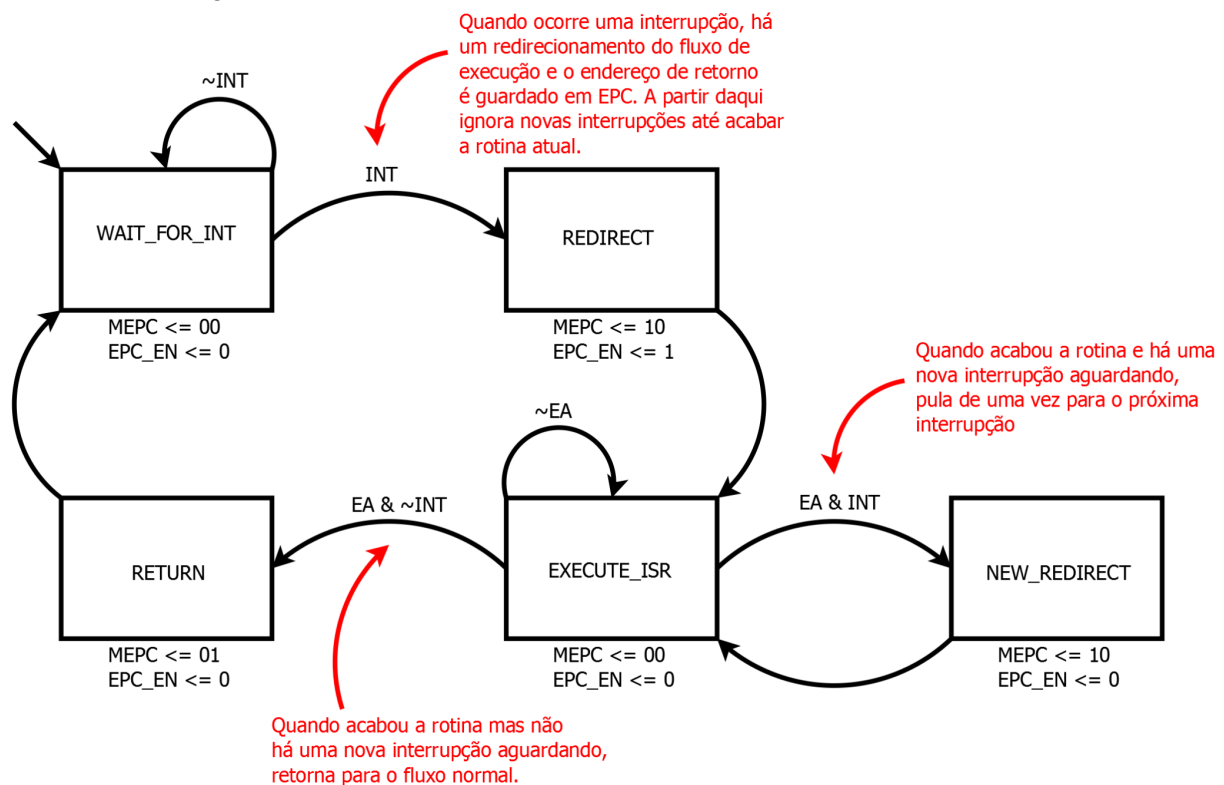 Quando ocorre uma interrupção, há
um redirecionamento do fluxo de
execução e o endereço de retorno
é guardado em EPC. A partir daqui
ignora novas interrupções até acabar
a rotina atual.
~INT
INT
WAIT_FOR_INT
REDIRECT
MEPC <= 00
EPC_EN <= 0
MEPC <= 10
EPC_EN <= 1
Quando acabou a rotina e há uma
nova interrupção aguardando,
pula de uma vez para o próxima
interrupção
~EA
EA & ~INT
EA & INT
RETURN
EXECUTE_ISR
NEW_REDIRECT
MEPC <= 01
EPC_EN <= 0
MEPC <= 00
EPC_EN <= 0
MEPC <= 10
EPC_EN <= 0
Quando acabou a rotina mas não
há uma nova interrupção aguardando,
retorna para o fluxo normal.